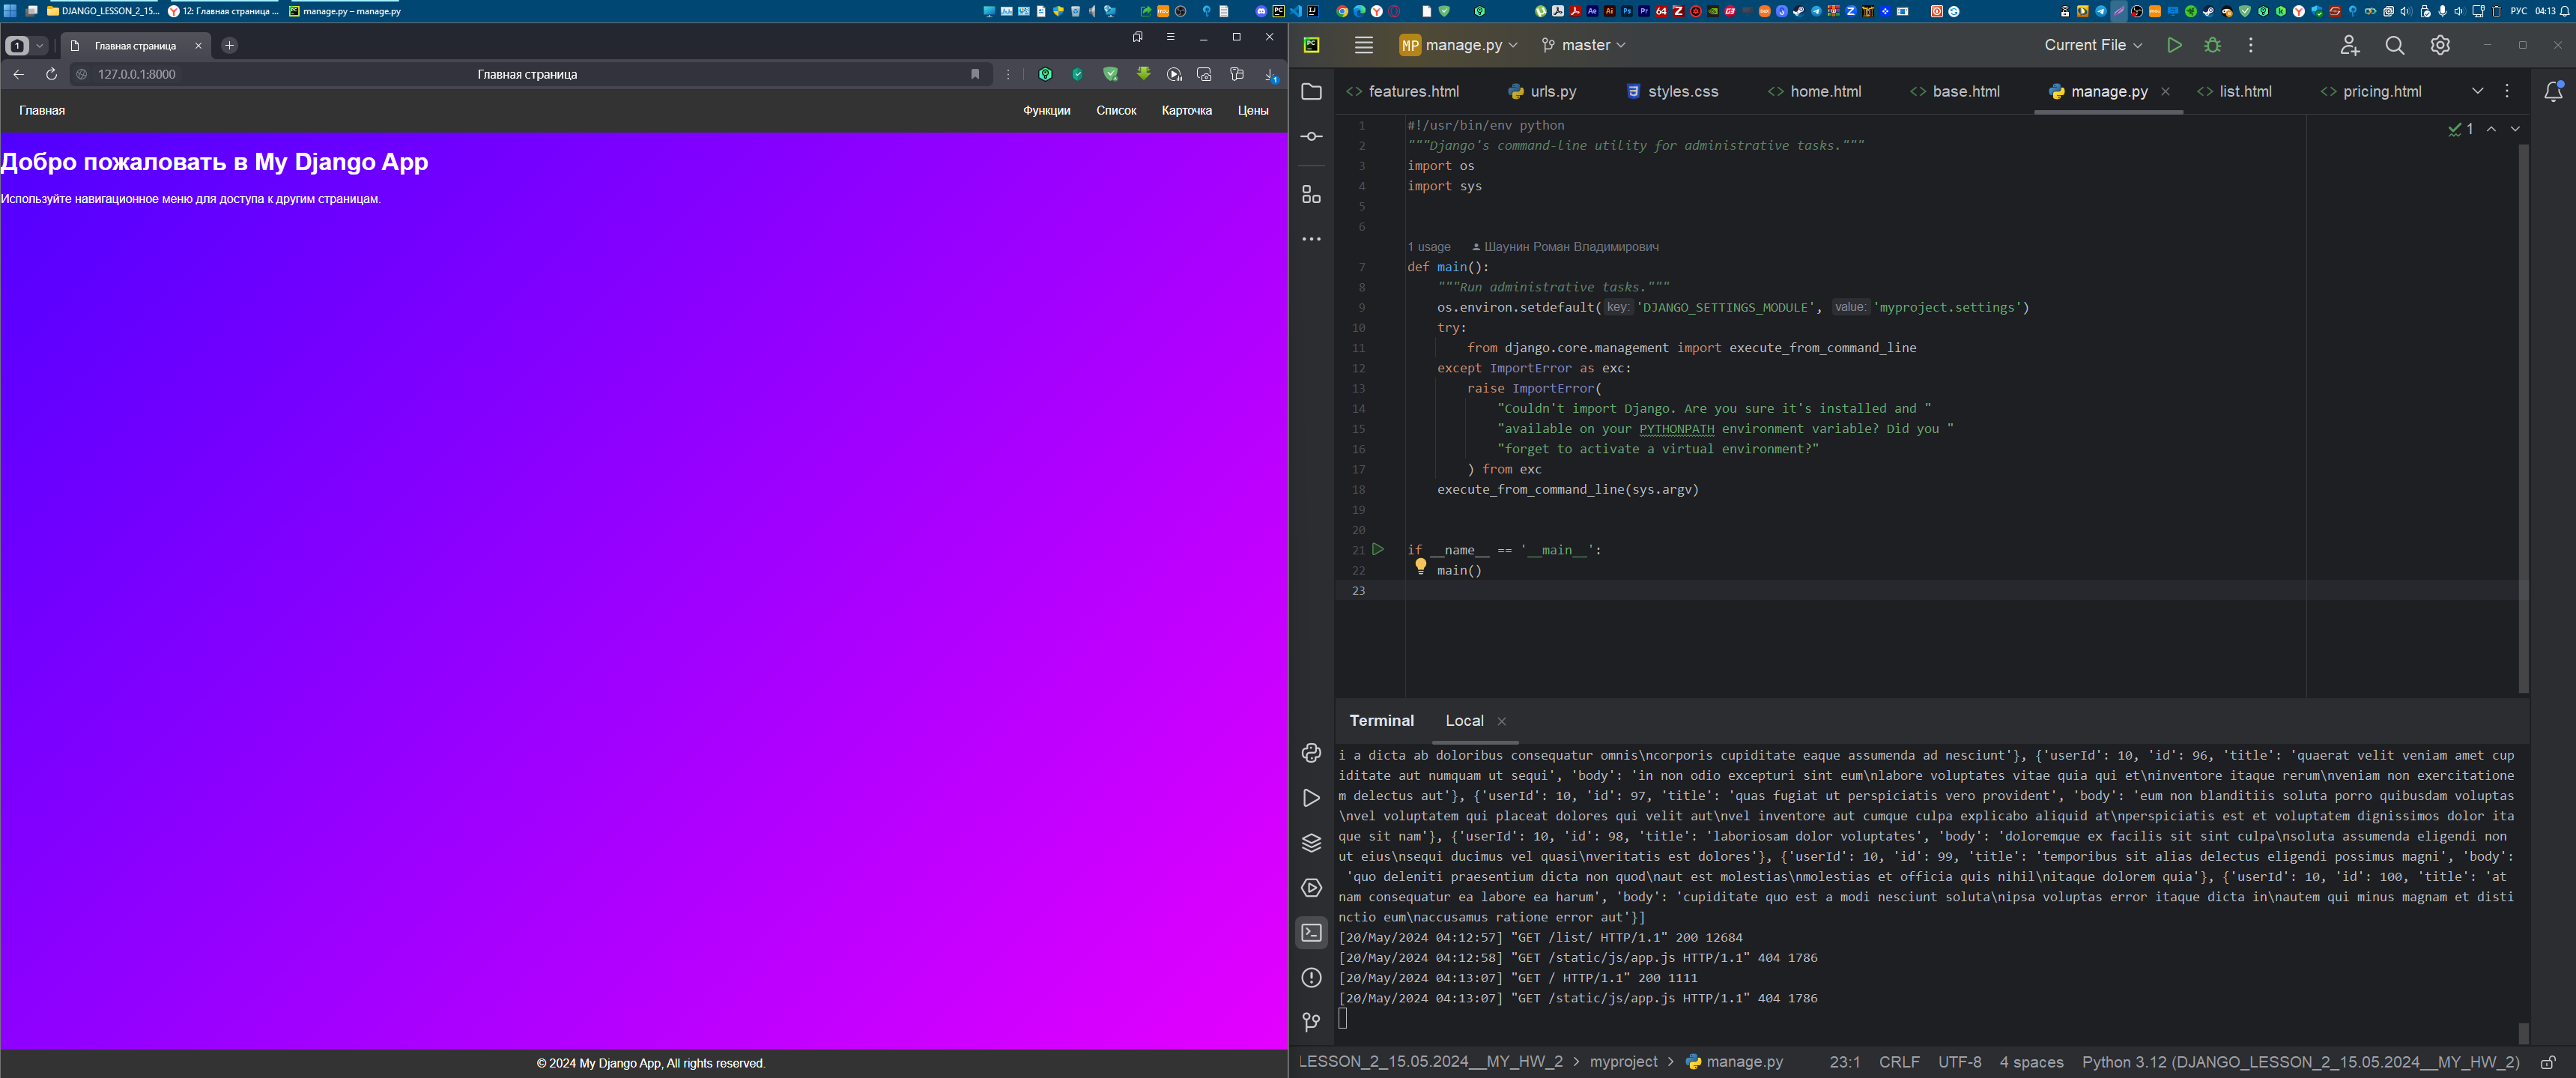 DJANGO_LESSON_2_15...
12: Главная страница ...
manage.py – manage.py
РУС
04:13
1
Главная страница
127.0.0.1:8000
Главная страница
Главная
Функции
Список
Карточка
Цены
Добро пожаловать в My Django App
Используйте навигационное меню для доступа к другим страницам.
© 2024 My Django App, All rights reserved.
MP manage.py
master
Current File
features.html
urls.py
styles.css
home.html
base.html
manage.py
list.html
pricing.html
1
1 #!/usr/bin/env python
2 """Django's command-line utility for administrative tasks."""
3 import os
4 import sys
5
6
1 usage Шаунин Роман Владимирович
7 def main():
8 """Run administrative tasks."""
9 os.environ.setdefault( key: 'DJANGO_SETTINGS_MODULE', value: 'myproject.settings')
10 try:
11 from django.core.management import execute_from_command_line
12 except ImportError as exc:
13 raise ImportError(
14 "Couldn't import Django. Are you sure it's installed and "
15 "available on your PYTHONPATH environment variable? Did you "
16 "forget to activate a virtual environment?"
17 ) from exc
18 execute_from_command_line(sys.argv)
19
20
21 if __name__ == '__main__':
22 main()
23
Terminal
Local
i a dicta ab doloribus consequatur omnis\ncorporis cupiditate eaque assumenda ad nesciunt'}, {'userId': 10, 'id': 96, 'title': 'quaerat velit veniam amet cup
iditate aut numquam ut sequi', 'body': 'in non odio excepturi sint eum\nlabore voluptates vitae quia qui et\ninventore itaque rerum\nveniam non exercitatione
m delectus aut'}, {'userId': 10, 'id': 97, 'title': 'quas fugiat ut perspiciatis vero provident', 'body': 'eum non blanditiis soluta porro quibusdam voluptas
\nvel voluptatem qui placeat dolores qui velit aut\nvel inventore aut cumque culpa explicabo aliquid at\nperspiciatis est et voluptatem dignissimos dolor ita
que sit nam'}, {'userId': 10, 'id': 98, 'title': 'laboriosam dolor voluptates', 'body': 'doloremque ex facilis sit sint culpa\nsoluta assumenda eligendi non 
ut eius\nsequi ducimus vel quasi\nveritatis est dolores'}, {'userId': 10, 'id': 99, 'title': 'temporibus sit alias delectus eligendi possimus magni', 'body':
'quo deleniti praesentium dicta non quod\naut est molestias\nmolestias et officia quis nihil\nitaque dolorem quia'}, {'userId': 10, 'id': 100, 'title': 'at 
nam consequatur ea labore ea harum', 'body': 'cupiditate quo est a modi nesciunt soluta\nipsa voluptas error itaque dicta in\nautem qui minus magnam et disti
nctio eum\naccusamus ratione error aut'}]
[20/May/2024 04:12:57] "GET /list/ HTTP/1.1" 200 12684
[20/May/2024 04:12:58] "GET /static/js/app.js HTTP/1.1" 404 1786
[20/May/2024 04:13:07] "GET / HTTP/1.1" 200 1111
[20/May/2024 04:13:07] "GET /static/js/app.js HTTP/1.1" 404 1786
LESSON_2_15.05.2024__MY_HW_2 > myproject > manage.py
23:1
CRLF
UTF-8
4 spaces
Python 3.12 (DJANGO_LESSON_2_15.05.2024__MY_HW_2)